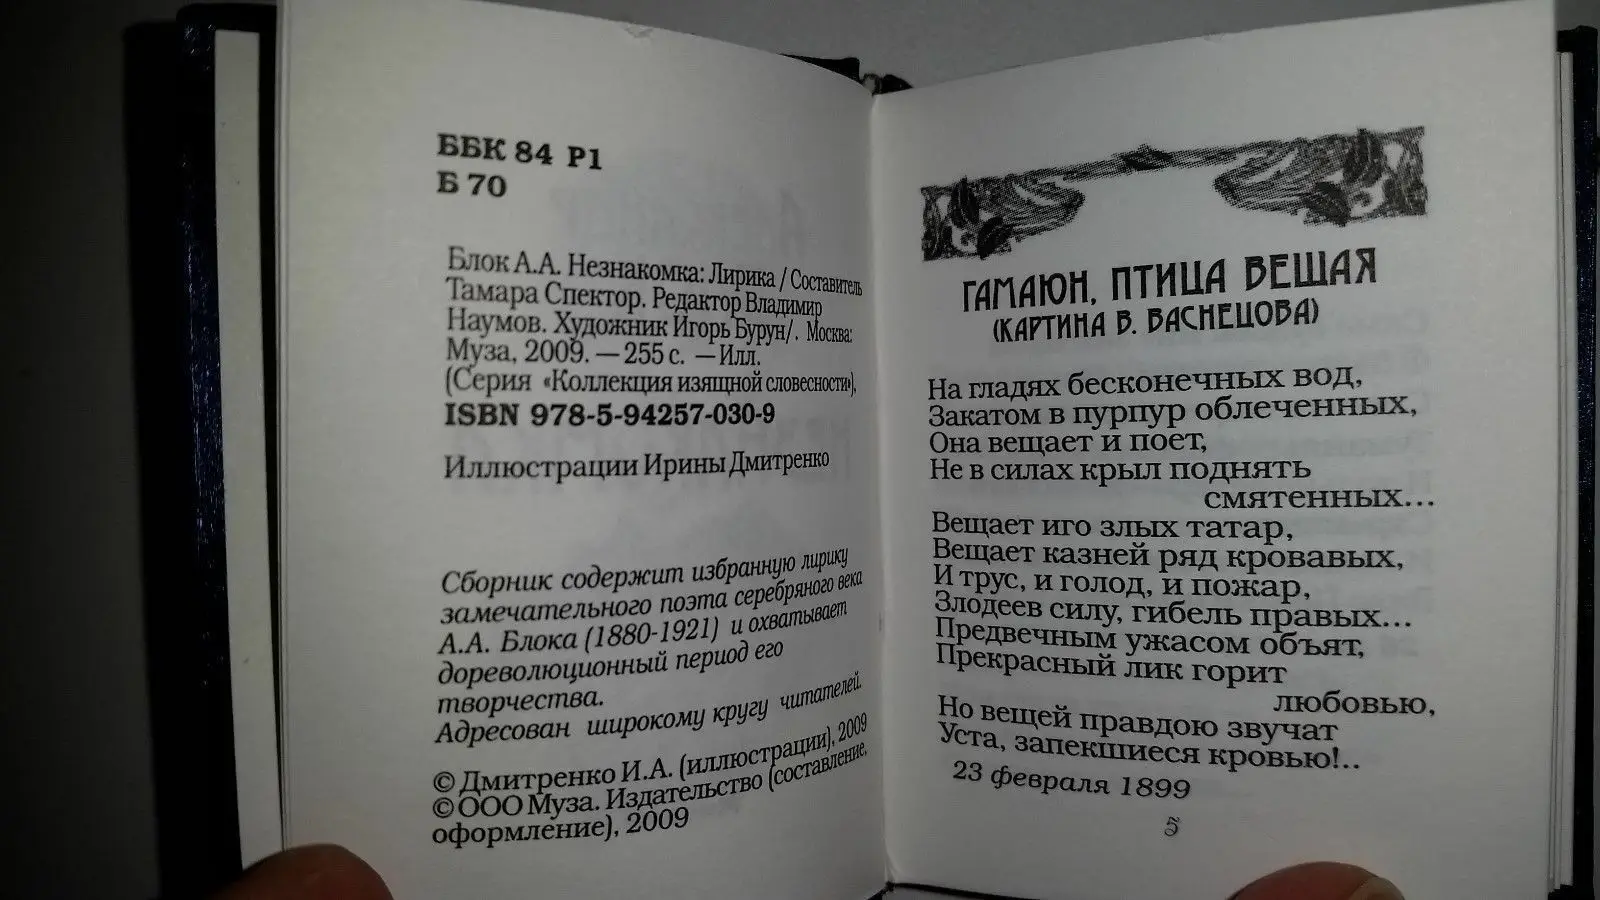 ББК 84 Р1
Б 70
Блок А.А. Незнакомка: Лирика / Составитель
Тамара Спектор. Редактор Владимир
Наумов. Художник Игорь Бурун/. Москва:
Муза, 2009. — 255 с. — Илл.
(Серия «Коллекция изящной словесности»),
ISBN 978-5-94257-030-9
Иллюстрации Ирины Дмитренко
Сборник содержит избранную лирику
замечательного поэта серебряного века
А.А. Блока (1880-1921) и охватывает
дореволюционный период его
творчества.
Адресован широкому кругу читателей.
© Дмитренко И.А. (иллюстрации), 2009
© ООО Муза. Издательство (составление,
оформление), 2009
ГАМАЮН, ПТИЦА ВЕЩАЯ
(КАРТИНА В. ВАСНЕЦОВА)
На гладях бесконечных вод,
Закатом в пурпур облеченных,
Она вещает и поет,
Не в силах крыл поднять
смятенных...
Вещает иго злых татар,
Вещает казней ряд кровавых,
И трус, и голод, и пожар,
Злодеев силу, гибель правых...
Предвечным ужасом объят,
Прекрасный лик горит
любовью,
Но вещей правдою звучат
Уста, запекшиеся кровью!..
23 февраля 1899
5